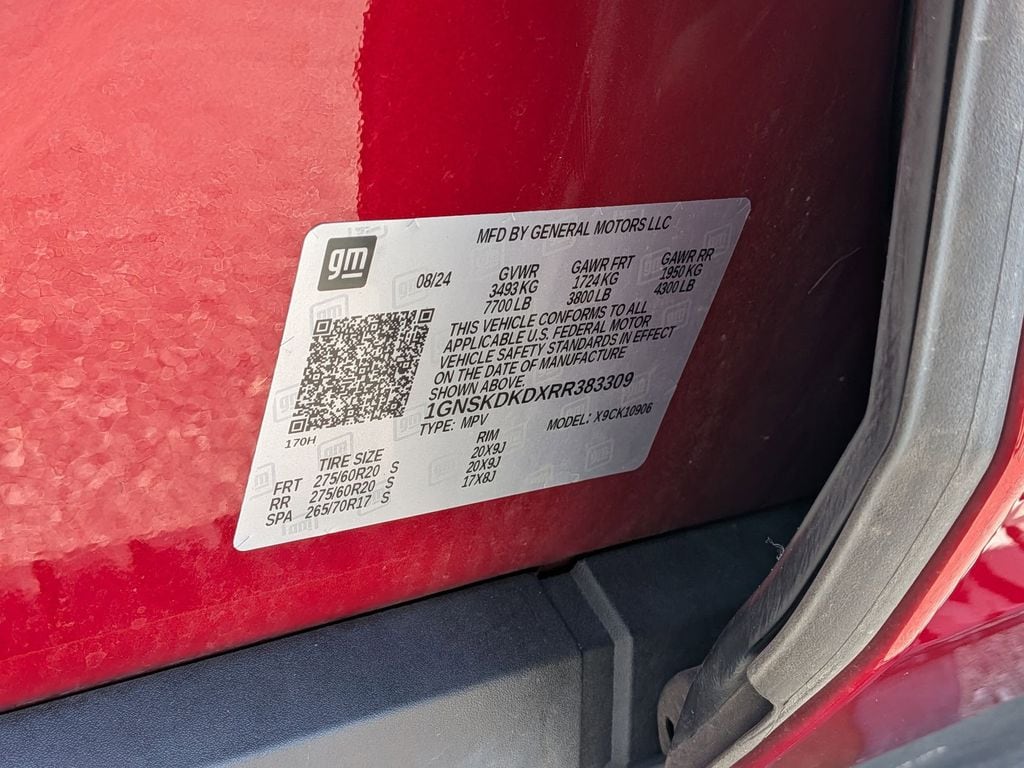 gm
MFD BY GENERAL MOTORS LLC
08/24
GVWR
3493 KG
7700 LB
GAWR FRT
1724 KG
3800 LB
GAWR RR
1950 KG
4300 LB
THIS VEHICLE CONFORMS TO ALL
APPLICABLE U.S. FEDERAL MOTOR
VEHICLE SAFETY STANDARDS IN EFFECT
ON THE DATE OF MANUFACTURE
SHOWN ABOVE.
1GNSKDKDXRR383309
TYPE: MPV MODEL: X9CK10906
170H
TIRE SIZE RIM
FRT 275/60R20 S 20X9J
RR 275/60R20 S 20X9J
SPA 265/70R17 S 17X8J